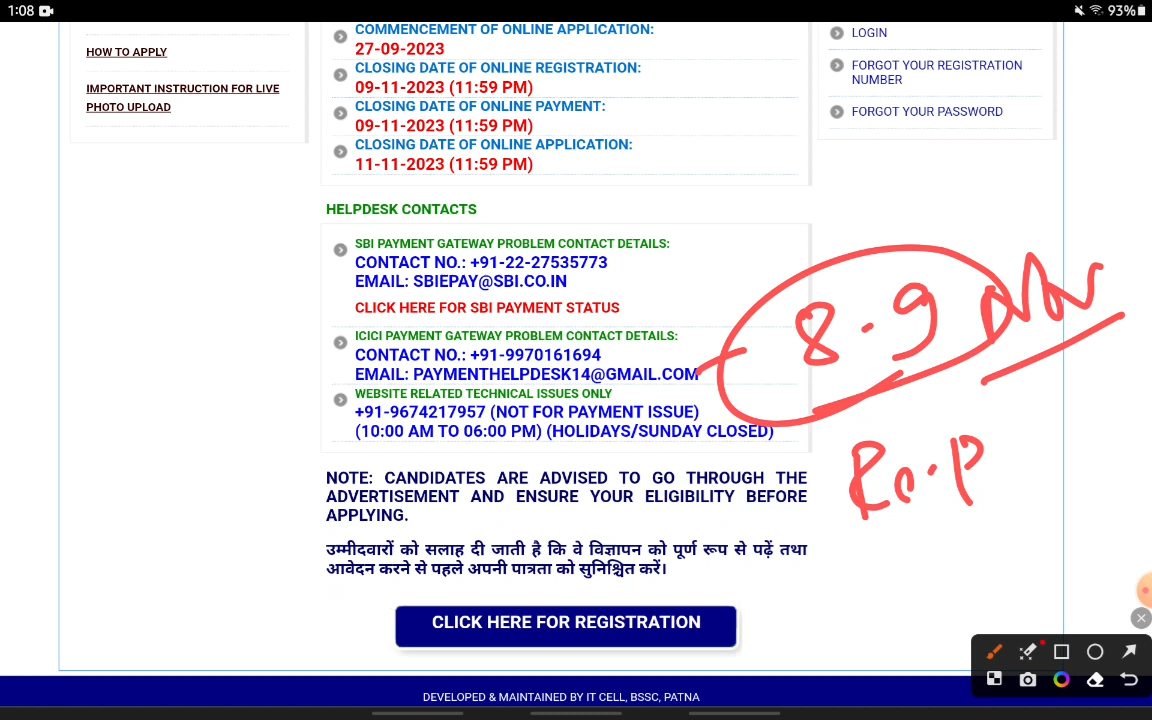 1:08
93%
HOW TO APPLY
IMPORTANT INSTRUCTION FOR LIVE
PHOTO UPLOAD
COMMENCEMENT OF ONLINE APPLICATION:
27-09-2023
CLOSING DATE OF ONLINE REGISTRATION:
09-11-2023 (11:59 PM)
CLOSING DATE OF ONLINE PAYMENT:
09-11-2023 (11:59 PM)
CLOSING DATE OF ONLINE APPLICATION:
11-11-2023 (11:59 PM)
LOGIN
FORGOT YOUR REGISTRATION
NUMBER
FORGOT YOUR PASSWORD
HELPDESK CONTACTS
SBI PAYMENT GATEWAY PROBLEM CONTACT DETAILS:
CONTACT NO.: +91-22-27535773
EMAIL: SBIEPAY@SBI.CO.IN
CLICK HERE FOR SBI PAYMENT STATUS
ICICI PAYMENT GATEWAY PROBLEM CONTACT DETAILS:
CONTACT NO.: +91-9970161694
EMAIL: PAYMENTHELPDESK14@GMAIL.COM
WEBSITE RELATED TECHNICAL ISSUES ONLY
+91-9674217957 (NOT FOR PAYMENT ISSUE)
(10:00 AM TO 06:00 PM) (HOLIDAYS/SUNDAY CLOSED)
8-9
NOTE: CANDIDATES ARE ADVISED TO GO THROUGH THE
ADVERTISEMENT AND ENSURE YOUR ELIGIBILITY BEFORE
APPLYING.
उम्मीदवारों को सलाह दी जाती है कि वे विज्ञापन को पूर्ण रूप से पढ़ें तथा
आवेदन करने से पहले अपनी पात्रता को सुनिश्चित करें।
CLICK HERE FOR REGISTRATION
DEVELOPED & MAINTAINED BY IT CELL, BSSC, PATNA